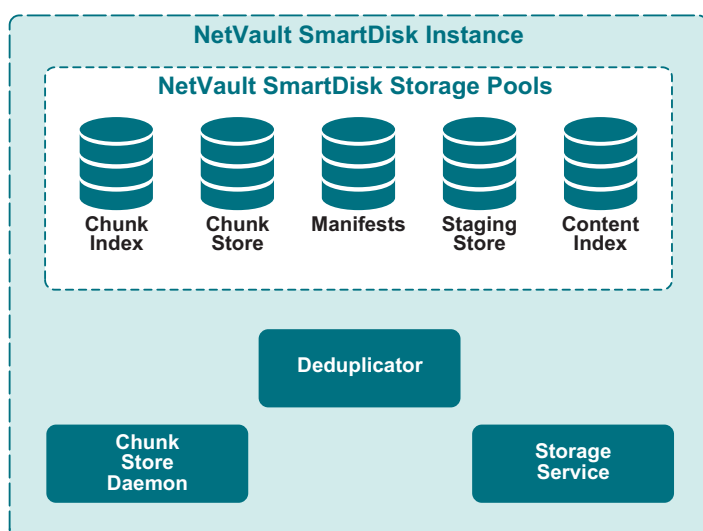 NetVault SmartDisk Instance
NetVault SmartDisk Storage Pools
Chunk
Index
Chunk
Store
Manifests
Staging
Store
Content
Index
Deduplicator
Chunk
Store
Daemon
Storage
Service